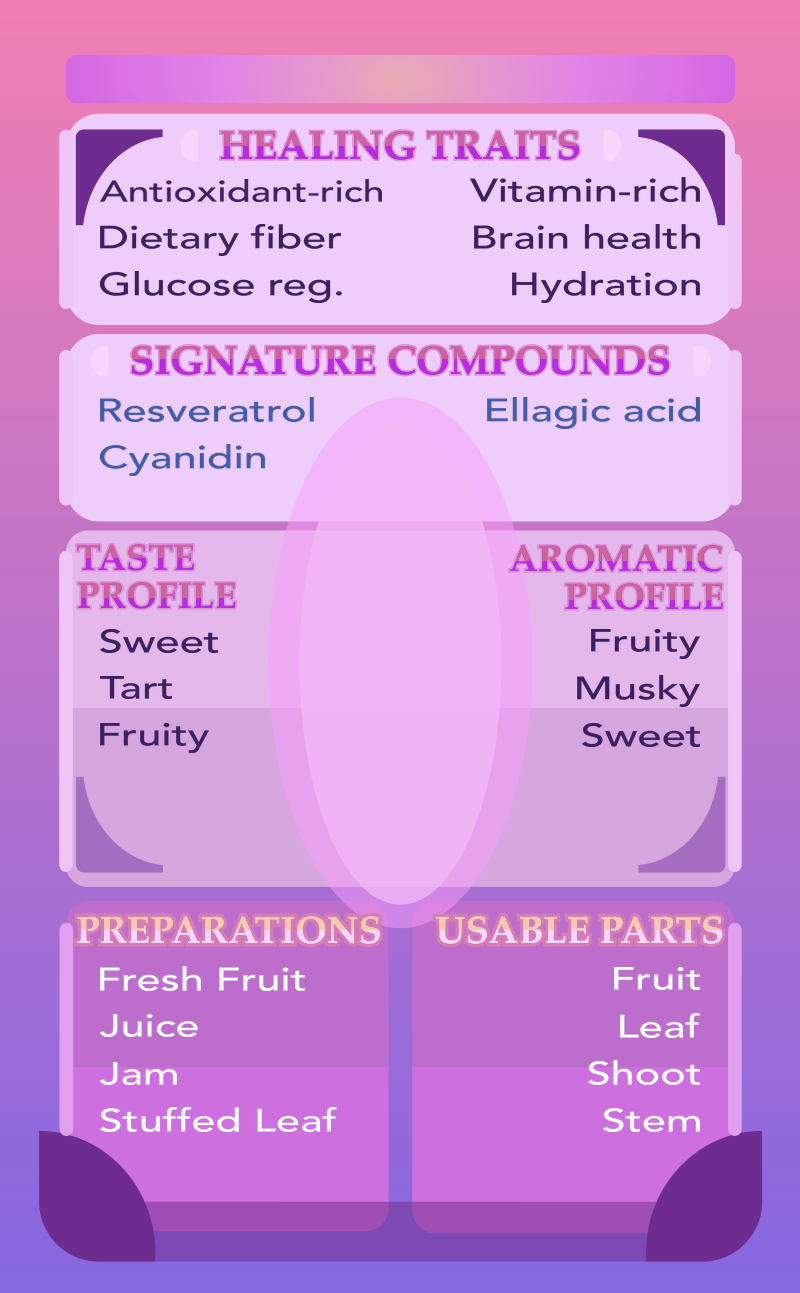 HEALING TRAITS
Antioxidant-rich
Vitamin-rich
Dietary fiber
Brain health
Glucose reg.
Hydration
SIGNATURE COMPOUNDS
Resveratrol
Ellagic acid
Cyanidin
TASTE
PROFILE
Sweet
Tart
Fruity
AROMATIC
PROFILE
Fruity
Musky
Sweet
PREPARATIONS
Fresh Fruit
Juice
Jam
Stuffed Leaf
USABLE PARTS
Fruit
Leaf
Shoot
Stem